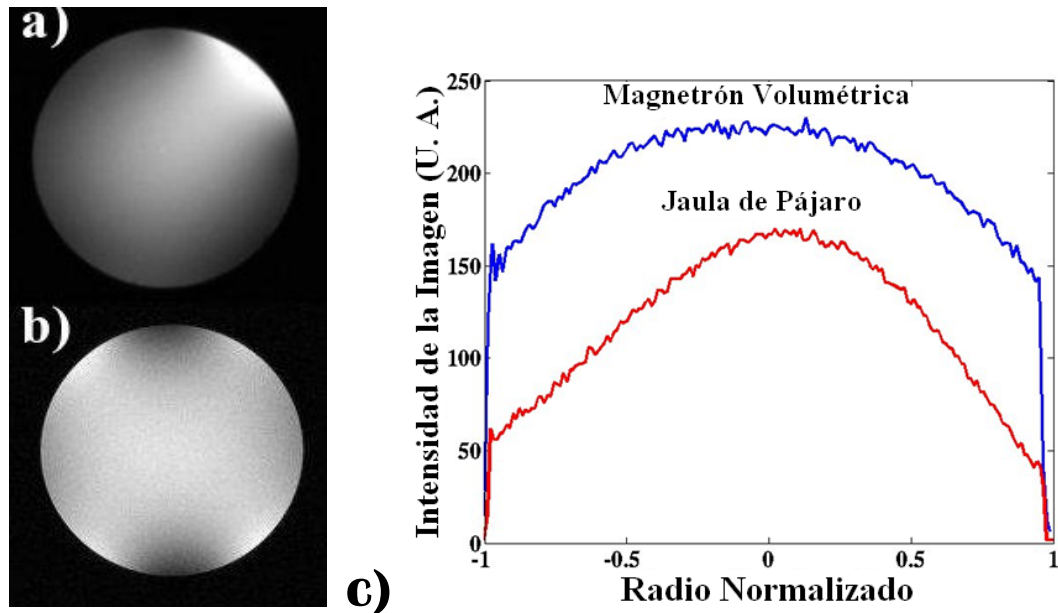 a)
b)
c)
Intensidad de la Imagen (U. A.)
250
200
150
100
50
0
Magnetrón Volumétrica
Jaula de Pájaro
-1
-0.5
0
0.5
1
Radio Normalizado